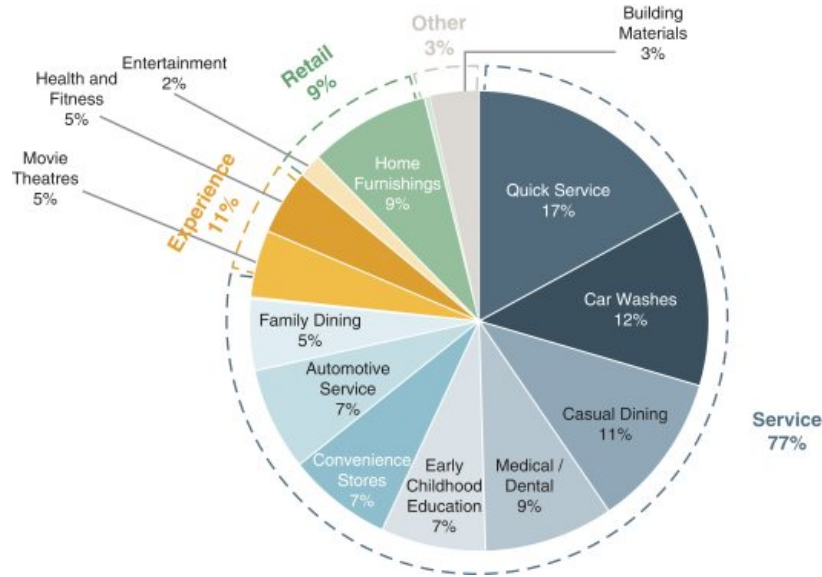 Building
Materials
3%
Other
3%
Retail
9%
Entertainment
2%
Health and
Fitness
5%
Movie
Theatres
5%
Experience
11%
Home
Furnishings
9%
Quick Service
17%
Car Washes
12%
Casual Dining
11%
Service
77%
Medical /
Dental
9%
Early
Childhood
Education
7%
Convenience
Stores
7%
Automotive
Service
7%
Family Dining
5%